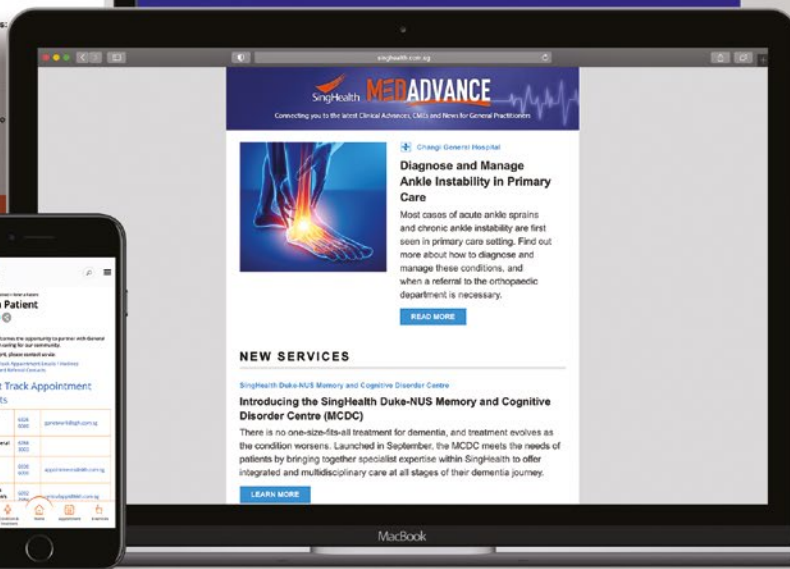 singhealth.com.sg
SingHealth MEDADVANCE
Connecting you to the latest Clinical Advances, CMEs and News for General Practitioners
Changi General Hospital
Diagnose and Manage
Ankle Instability in Primary
Care
Most cases of acute ankle sprains
and chronic ankle instability are first
seen in primary care setting. Find out
more about how to diagnose and
manage these conditions, and
when a referral to the orthopaedic
department is necessary.
READ MORE
NEW SERVICES
SingHealth Duke-NUS Memory and Cognitive Disorder Centre
Introducing the SingHealth Duke-NUS Memory and Cognitive
Disorder Centre (MCDC)
There is no one-size-fits-all treatment for dementia, and treatment evolves as
the condition worsens. Launched in September, the MCDC meets the needs of
patients by bringing together specialist expertise within SingHealth to offer
integrated and multidisciplinary care at all stages of their dementia journey.
LEARN MORE
MacBook
Patient
Track Appointment